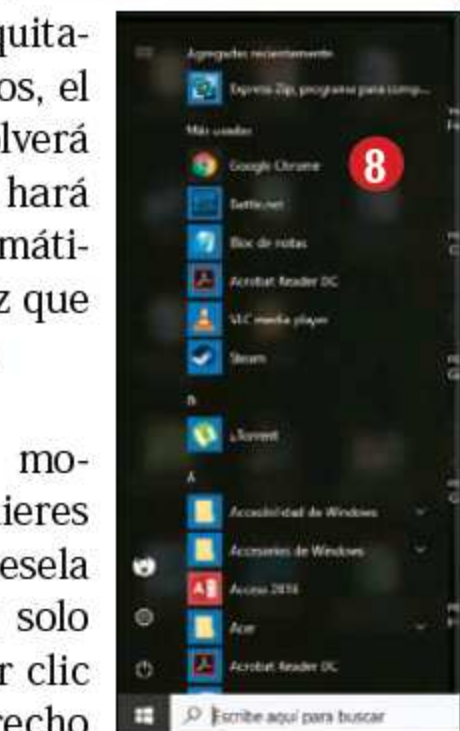 quita-
os, el
lverá
hará
máti-
z que
mo-
ieres
esela
solo
r clic
recho
Agregadas recientemente
Express Zip, programa para comp...
Más usadas
Google Chrome
8
Battle.net
Bloc de notas
Acrobat Reader DC
VLC media player
Steam
µTorrent
A
Accesibilidad de Windows
Accesorios de Windows
Access 2016
Acer
Acrobat Reader DC
Escribe aquí para buscar